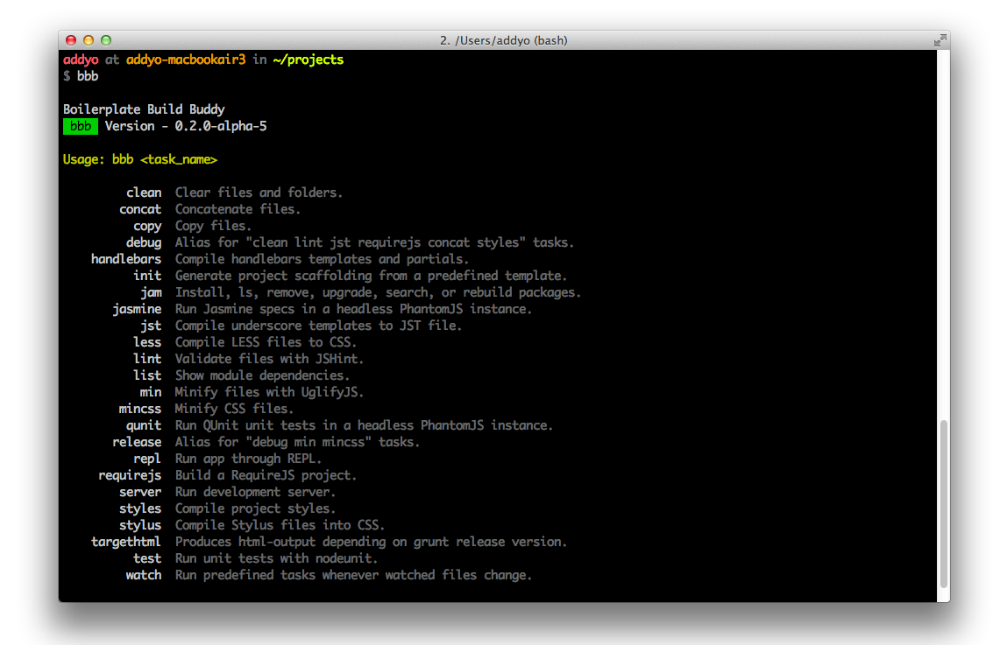 2. /Users/addyo (bash)
addyo at addyo-macbookair3 in ~/projects
$ bbb
Boilerplate Build Buddy
bbb Version - 0.2.0-alpha-5
Usage: bbb <task_name>
clean Clear files and folders.
concat Concatenate files.
copy Copy files.
debug Alias for "clean lint jst requirejs concat styles" tasks.
handlebars Compile handlebars templates and partials.
init Generate project scaffolding from a predefined template.
jam Install, ls, remove, upgrade, search, or rebuild packages.
jasmine Run Jasmine specs in a headless PhantomJS instance.
jst Compile underscore templates to JST file.
less Compile LESS files to CSS.
lint Validate files with JSHint.
list Show module dependencies.
min Minify files with UglifyJS.
mincss Minify CSS files.
qunit Run QUnit unit tests in a headless PhantomJS instance.
release Alias for "debug min mincss" tasks.
repl Run app through REPL.
requirejs Build a RequireJS project.
server Run development server.
styles Compile project styles.
stylus Compile Stylus files into CSS.
targethtml Produces html-output depending on grunt release version.
test Run unit tests with nodeunit.
watch Run predefined tasks whenever watched files change.